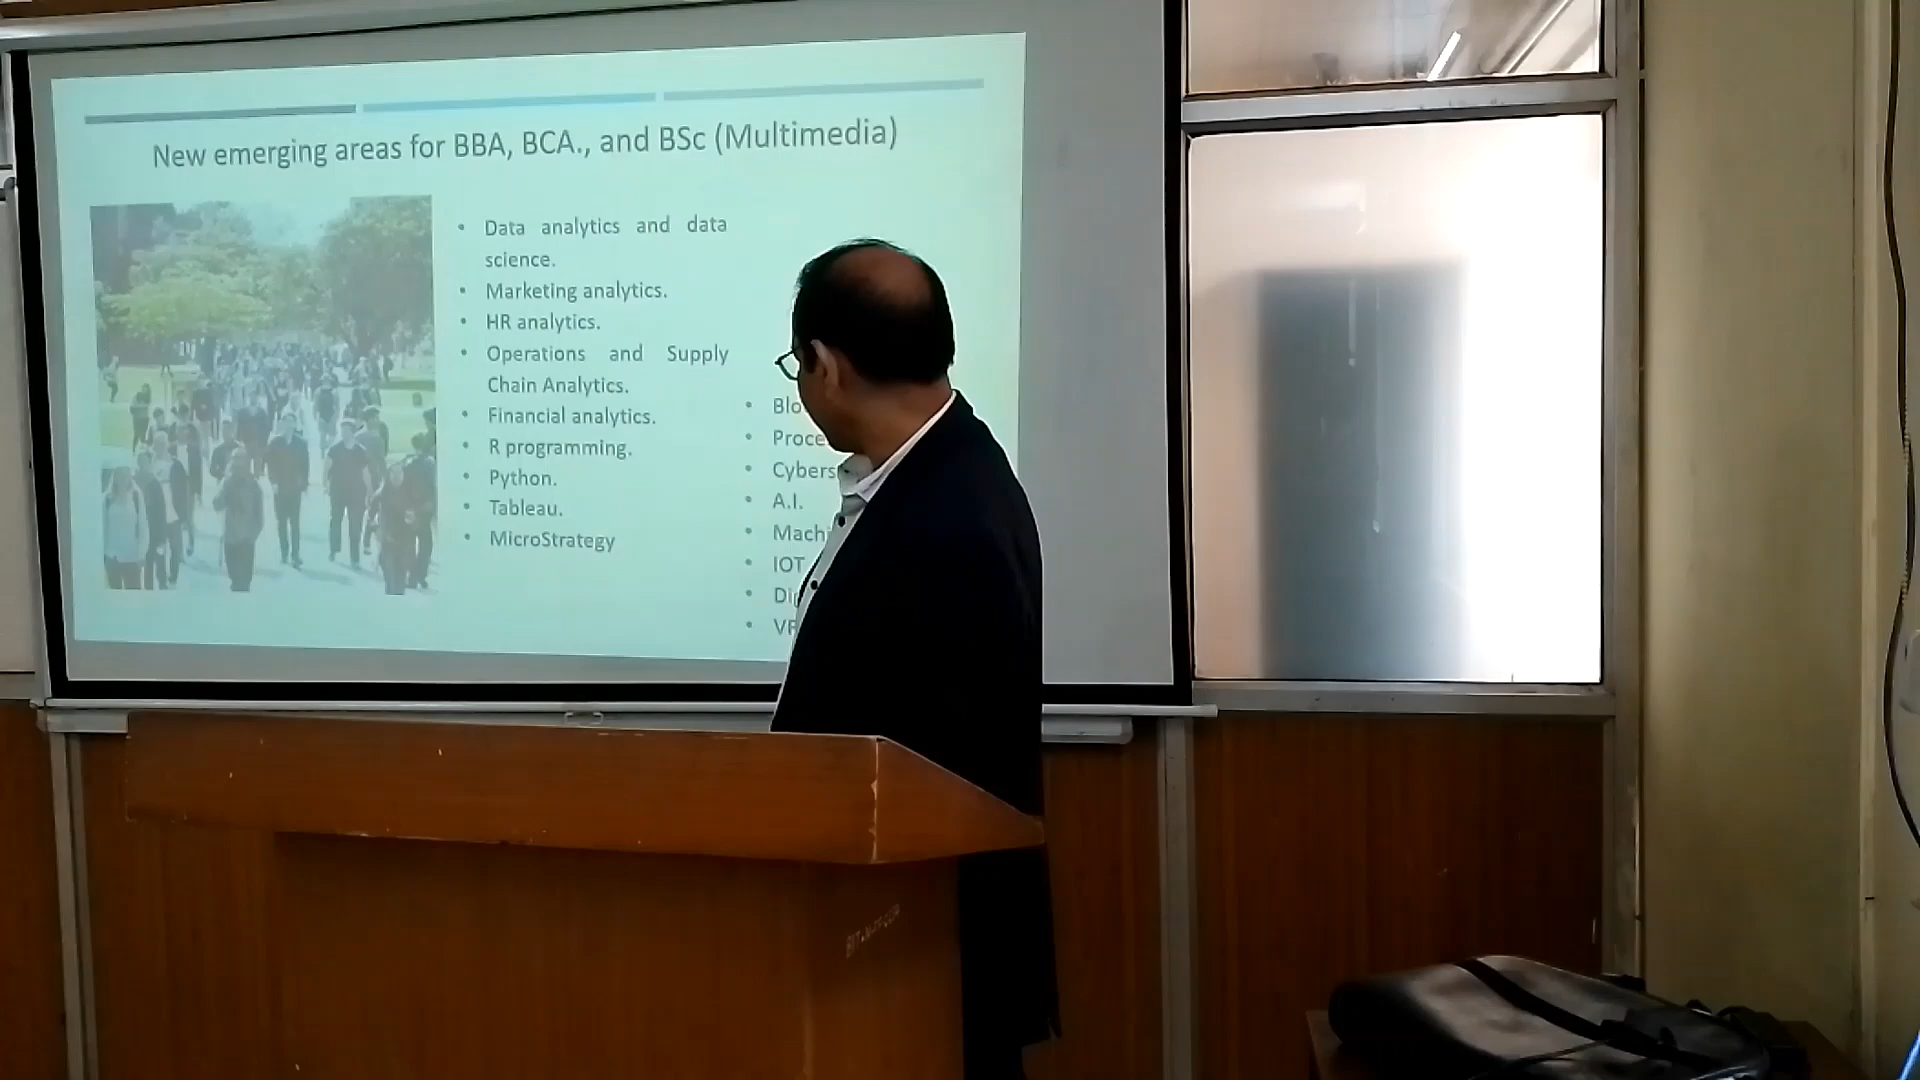 New emerging areas for BBA, BCA., and BSc (Multimedia)
• Data analytics and data
science.
• Marketing analytics.
• HR analytics.
• Operations and Supply
Chain Analytics.
• Financial analytics.
• R programming.
• Python.
• Tableau.
• MicroStrategy
•
•
•
• A.I.
•
• IOT
•
•